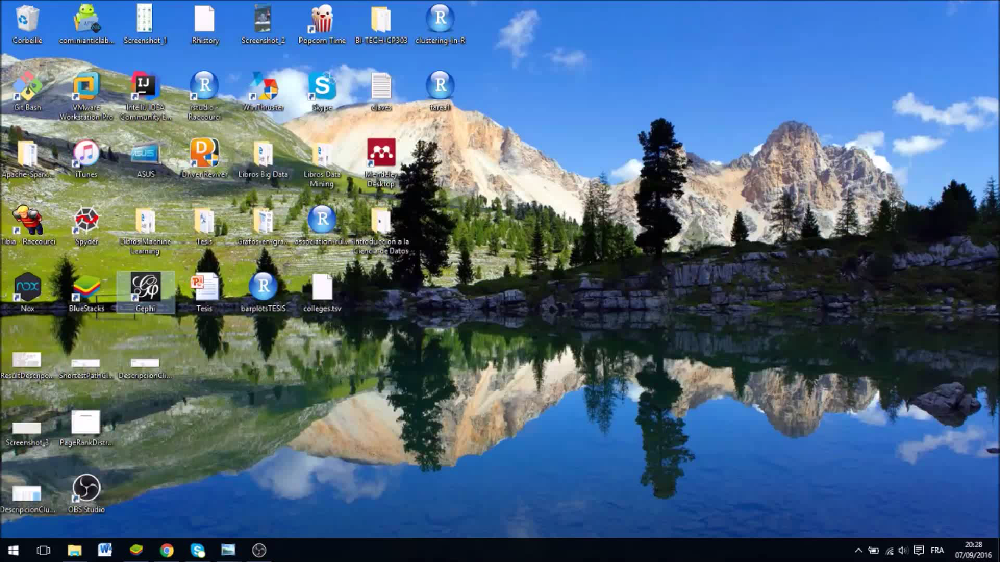 Corbeille
com.nianticlab...
Screenshot_1
.Rhistory
Screenshot_2
Popcorn Time
BI-TECH-CP303
clustering-in-R
Git Bash
VMware
Workstation Pro
IJ
IntelliJ IDEA
Community E...
R
rstudio -
Raccourci
WinThruster
S
Skype
claves
R
tarea1
Apache-Spark...
iTunes
ASUS
ASUS
D
Driver Reviver
Libros Big Data
Libros Data
Mining
Mendeley
Desktop
Tibia - Raccourci
Spyder
Libros Machine
Learning
Tesis
Grafos-en-gra...
R
association-rul...
Introduccion a la
Ciencia de Datos
nox
Nox
BlueStacks
Gephi
Tesis
R
barplotsTESIS
colleges.tsv
ResultDescripc...
ShortestPathCl...
DescripcionCli...
Screenshot_3
PageRankDistr...
DescripcionClu...
OBS Studio
FRA
20:28
07/09/2016